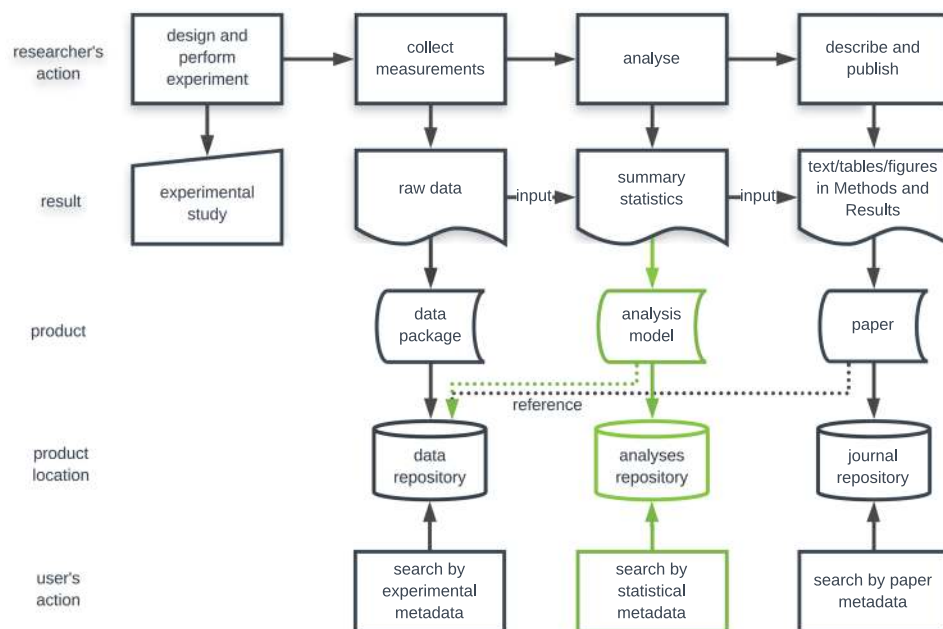 researcher's
action
design and
perform
experiment
collect
measurements
analyse
describe and
publish
result
experimental
study
raw data
input
summary
statistics
input
text/tables/figures
in Methods and
Results
product
data
package
analysis
model
paper
reference
product
location
data
repository
analyses
repository
journal
repository
user's
action
search by
experimental
metadata
search by
statistical
metadata
search by paper
metadata